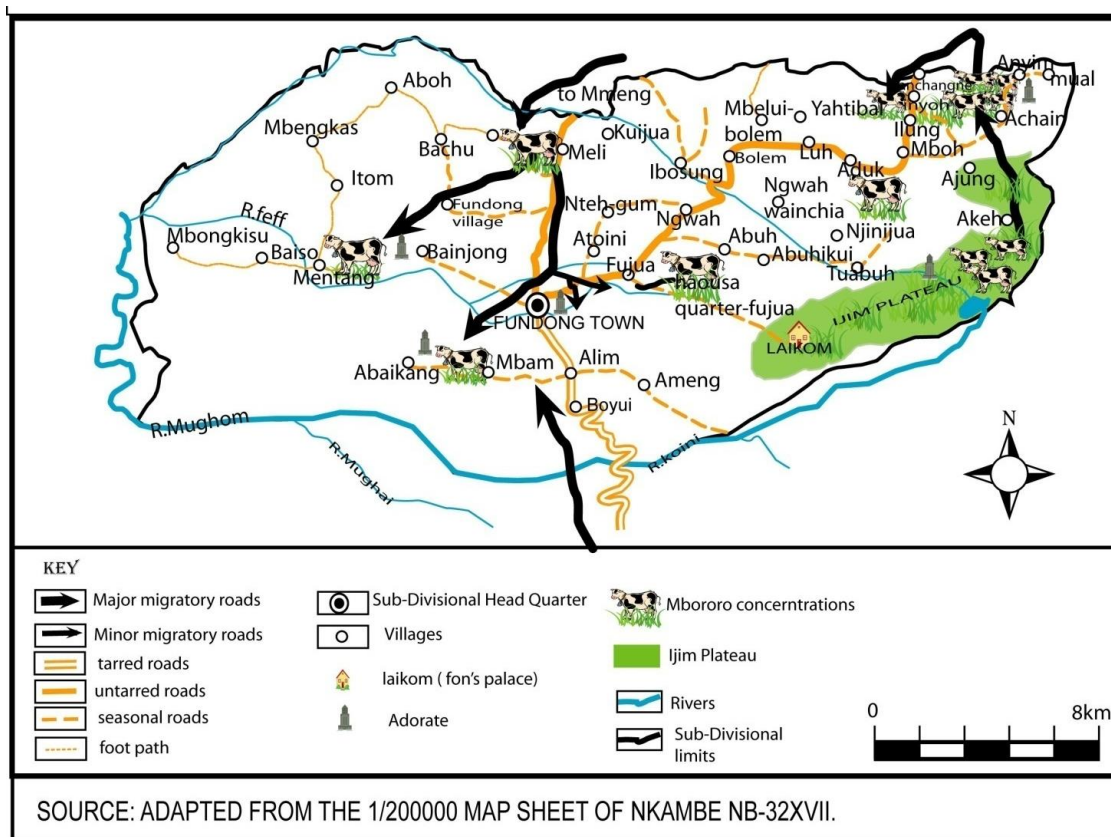 to Mmeng
Anyim
mual
Aboh
nchangne
nyoh
Mbelui-
bolem
Yahtibal
Achain
Ilung
Mbengkas
Bachu
Kuijua
Meli
Ibosung
Bolem
Luh
Aduk
Mboh
Ajung
Itom
Fundong
village
Nteh-gum
Ngwah
Ngwah
wainchia
Akeh
R.feff
Mbongkisu
Baiso
Mentang
Bainjong
Atoini
Fujua
Abuh
Abuhikui
Njinijua
Tuabuh
haousa
quarter-fujua
IJIM PLATEAU
FUNDONG TOWN
LAIKOM
Abaikang
Mbam
Alim
Ameng
Boyui
R.Mughom
R.Mughal
R.koini
N
KEY
Major migratory roads
Minor migratory roads
tarred roads
untarred roads
seasonal roads
foot path
Sub-Divisional Head Quarter
Villages
laikom ( fon's palace)
Adorate
Mbororo concerntrations
Ijim Plateau
Rivers
Sub-Divisional
limits
0 8km
SOURCE: ADAPTED FROM THE 1/200000 MAP SHEET OF NKAMBE NB-32XVII.